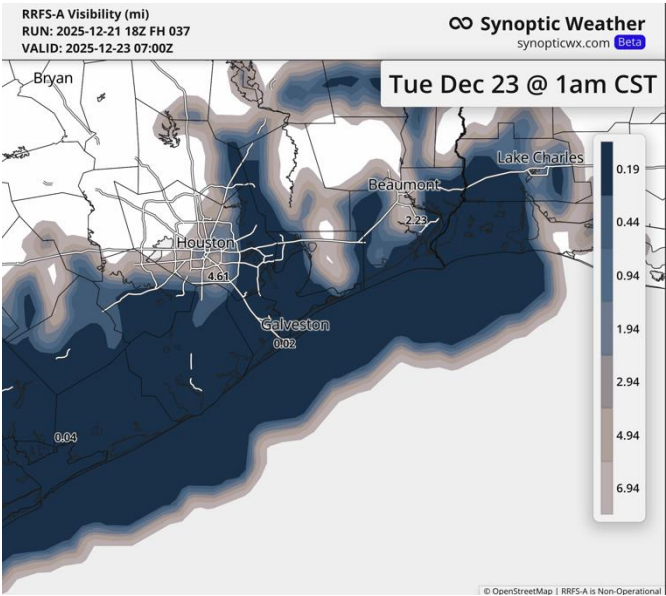 RRFS-A Visibility (mi)
RUN: 2025-12-21 18Z FH 037
VALID: 2025-12-23 07:00Z
Synoptic Weather
synopticwx.com Beta
Tue Dec 23 @ 1am CST
Bryan
Lake Charles
Beaumont
2.23
Houston
4.61
Galveston
0.02
0.04
0.19
0.44
0.94
1.94
2.94
4.94
6.94
© OpenStreetMap | RRFS-A is Non-Operational